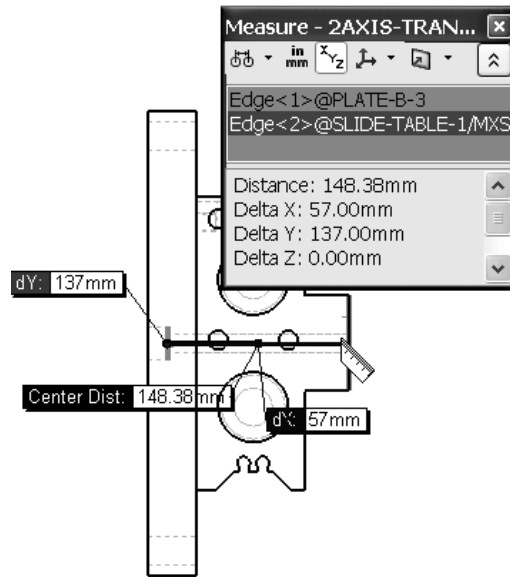 Measure - 2AXIS-TRAN...
in
mm
XYZ
Edge<1>@PLATE-B-3
Edge<2>@SLIDE-TABLE-1/MXS
Distance: 148.38mm
Delta X: 57.00mm
Delta Y: 137.00mm
Delta Z: 0.00mm
dY: 137mm
Center Dist: 148.38mm
dX: 57mm